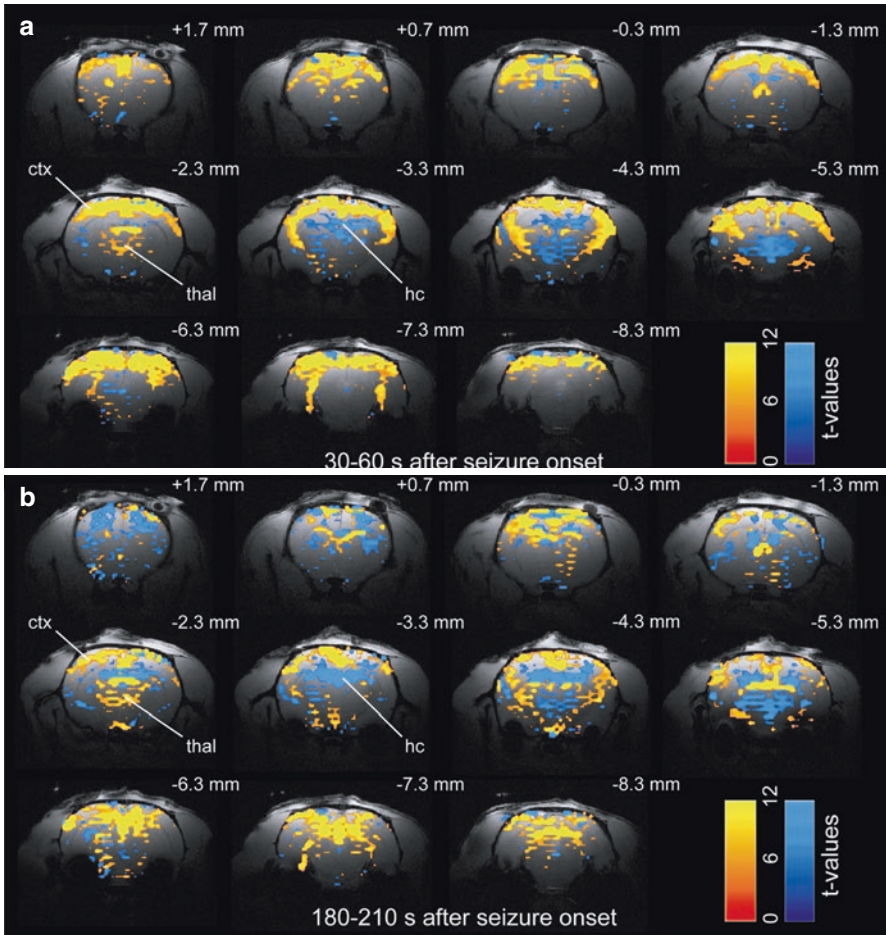 a
+1.7 mm
+0.7 mm
-0.3 mm
-1.3 mm
ctx
-2.3 mm
-3.3 mm
-4.3 mm
-5.3 mm
thal
hc
-6.3 mm
-7.3 mm
-8.3 mm
12
6
0
t-values
30-60 s after seizure onset
b
+1.7 mm
+0.7 mm
-0.3 mm
-1.3 mm
ctx
-2.3 mm
-3.3 mm
-4.3 mm
-5.3 mm
thal
hc
-6.3 mm
-7.3 mm
-8.3 mm
12
6
0
t-values
180-210 s after seizure onset